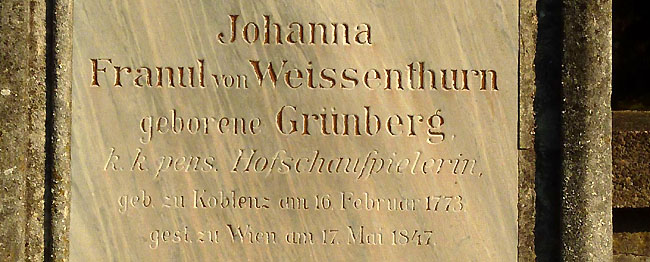 Johanna
Franul von Weissenthurn
geborene Grünberg,
k. k. pens. Hofschaufpielerin,
geb. zu Koblenz am 16. Februar 1773,
gest. zu Wien am 17. Mai 1847.